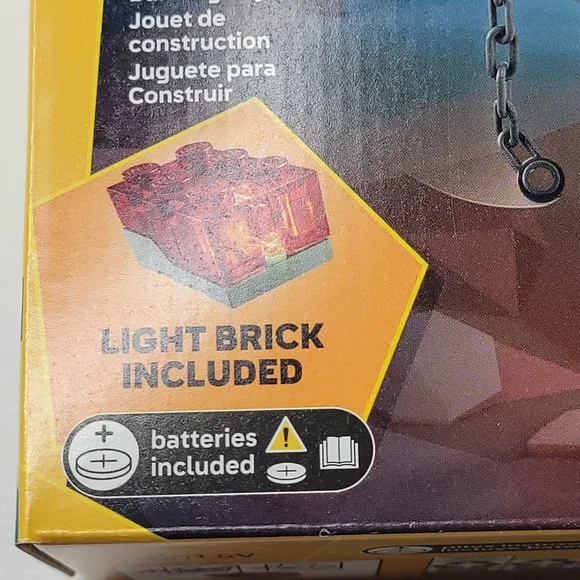 Jouet de
construction
Juguete para
Construir
LIGHT BRICK
INCLUDED
batteries
included